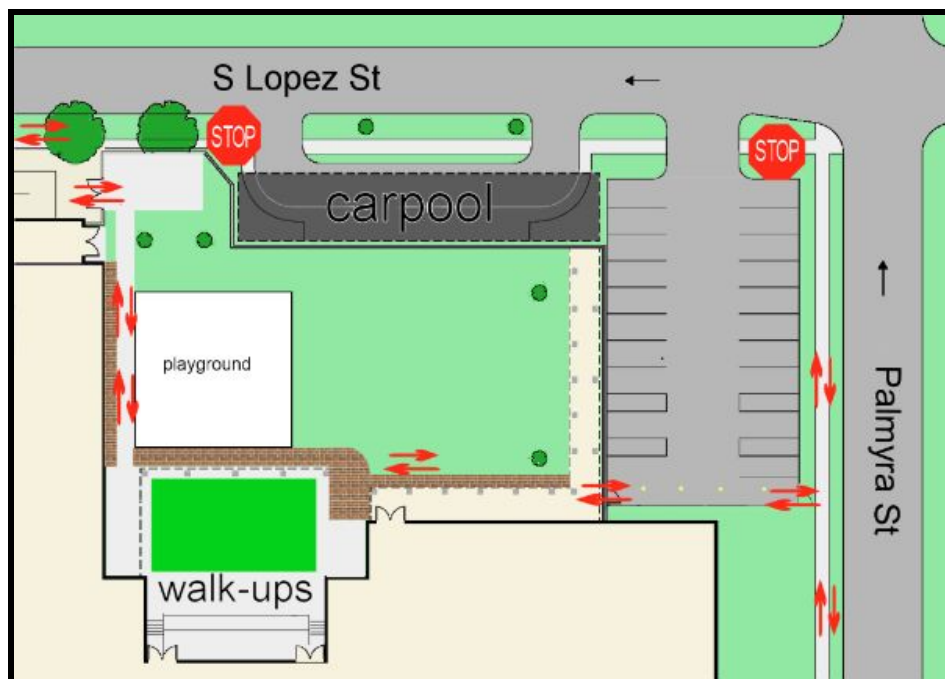 S Lopez St
STOP
STOP
carpool
playground
Palmyra St
walk-ups